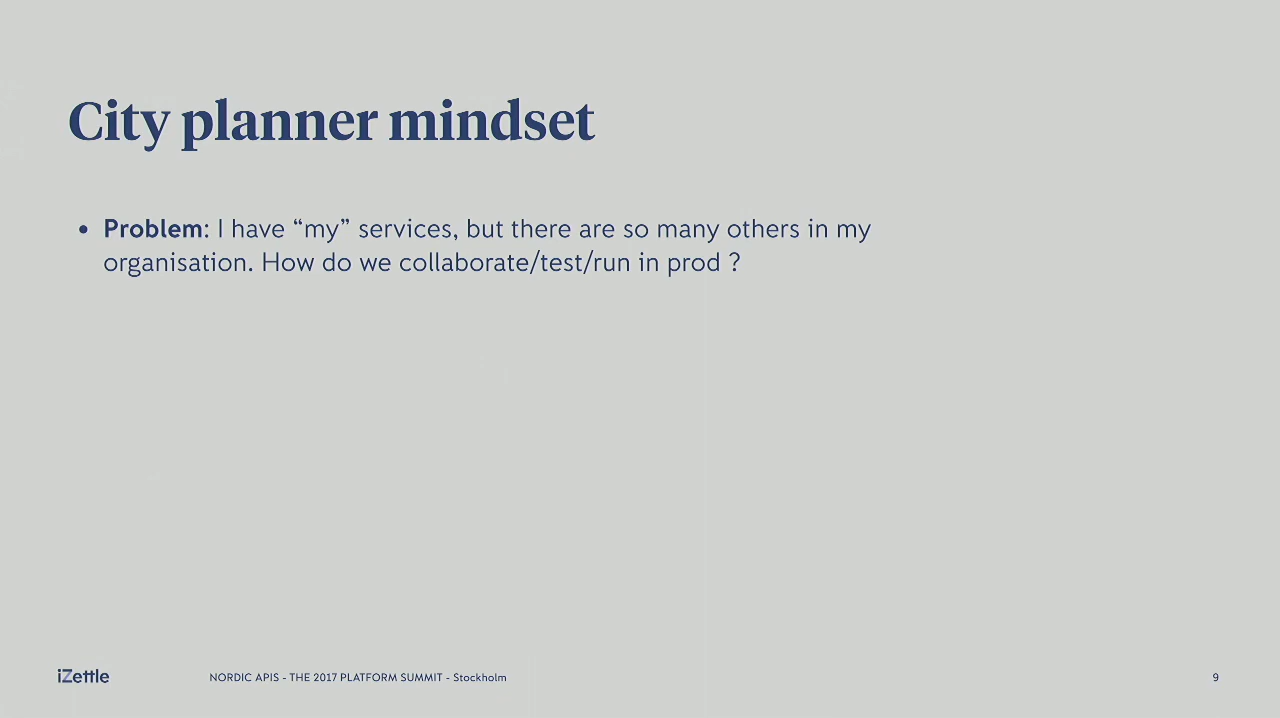 City planner mindset
• Problem: I have “my” services, but there are so many others in my
organisation. How do we collaborate/test/run in prod ?
iZettle
NORDIC APIS - THE 2017 PLATFORM SUMMIT - Stockholm
9